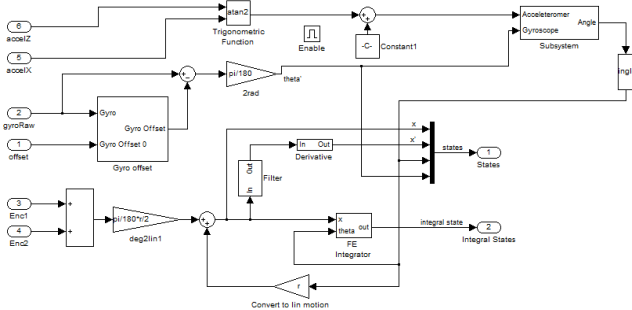 6
accelZ
5
accelX
atan2
Trigonometric
Function
Enable
+
+
-C-
Constant1
Acceleteromer
Gyroscope
Angle
Subsystem
2
gyroRaw
1
offset
Gyro
Gyro Offset
Gyro Offset 0
Gyro offset
+
−
pi/180
2rad
theta'
x
x'
states
1
States
In
Out
Derivative
Out
In
Filter
3
Enc1
4
Enc2
+
+
pi/180*r/2
deg2lin1
+
+
x
theta
out
FE
Integrator
integral state
2
Integral States
r
Convert to lin motion